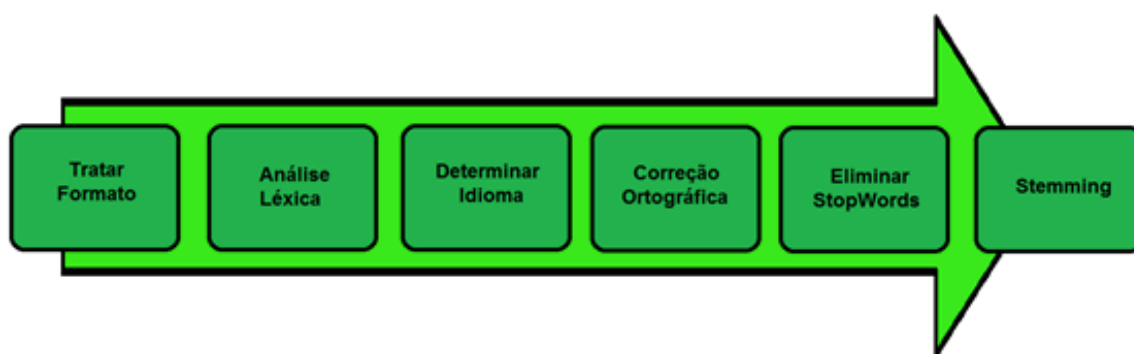 Tratar
Formato
Análise
Léxica
Determinar
Idioma
Correção
Ortográfica
Eliminar
StopWords
Stemming